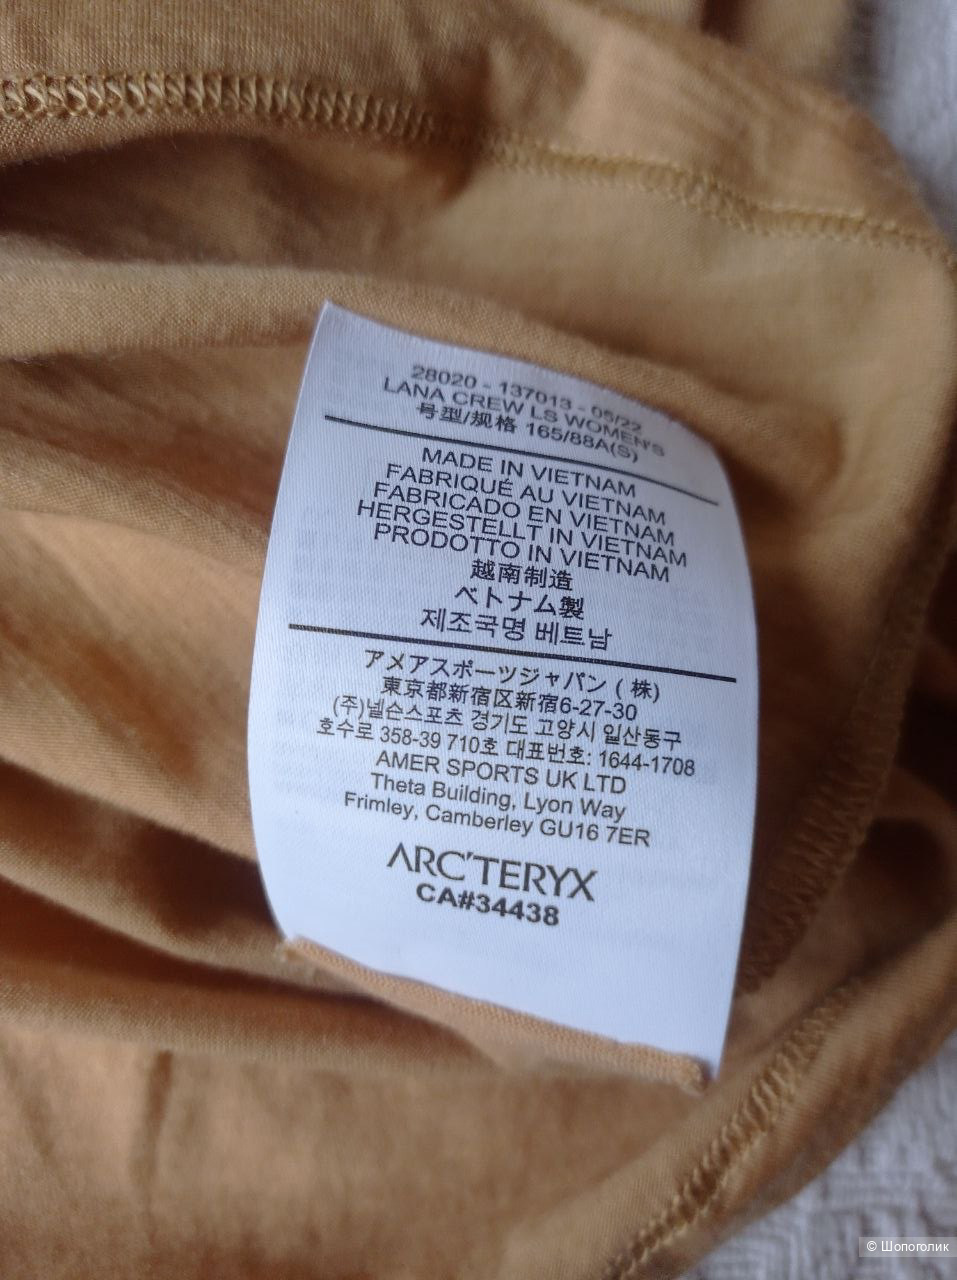 28020 - 137013 - 05/22
LANA CREW LS WOMEN'S
号型/规格 165/88A(S)
MADE IN VIETNAM
FABRIQUÉ AU VIETNAM
FABRICADO EN VIETNAM
HERGESTELLT IN VIETNAM
PRODOTTO IN VIETNAM
越南制造
ベトナム製
제조국명 베트남
アメアスポーツジャパン ( 株)
東京都新宿区新宿6-27-30
(주)넬슨스포츠 경기도 고양시 일산동구
호수로 358-39 710호 대표번호: 1644-1708
AMER SPORTS UK LTD
Theta Building, Lyon Way
Frimley, Camberley GU16 7ER
ARC'TERYX
CA#34438
© Шопоголик